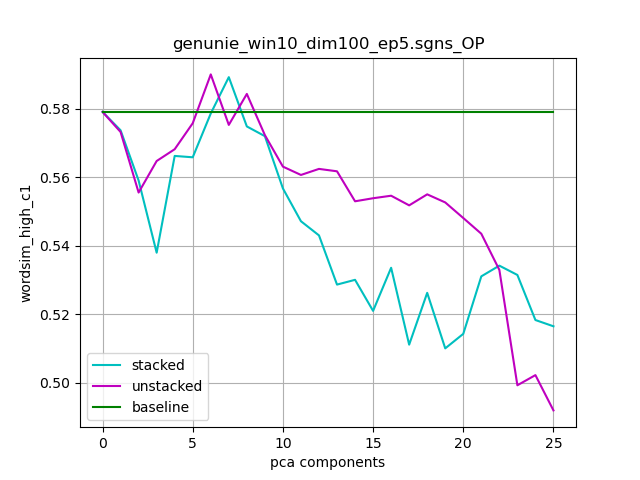 genunie_win10_dim100_ep5.sgns_OP
wordsim_high_c1
0.58
0.56
0.54
0.52
0.50
stacked
unstacked
baseline
0 5 10 15 20 25
pca components